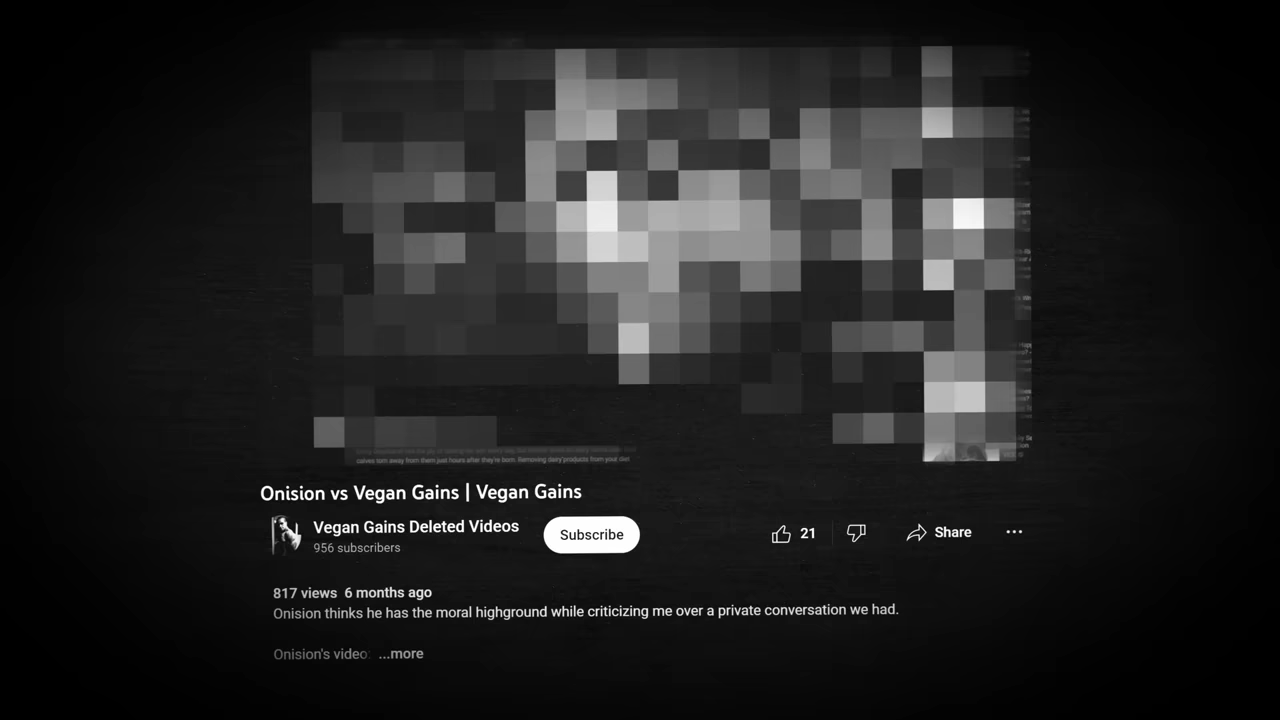 calves torn away from them just hours after they're born. Removing dairy products from your diet
Onision vs Vegan Gains | Vegan Gains
Vegan Gains Deleted Videos
956 subscribers
Subscribe
21
Share
817 views 6 months ago
Onision thinks he has the moral highground while criticizing me over a private conversation we had.
Onision's video: ...more